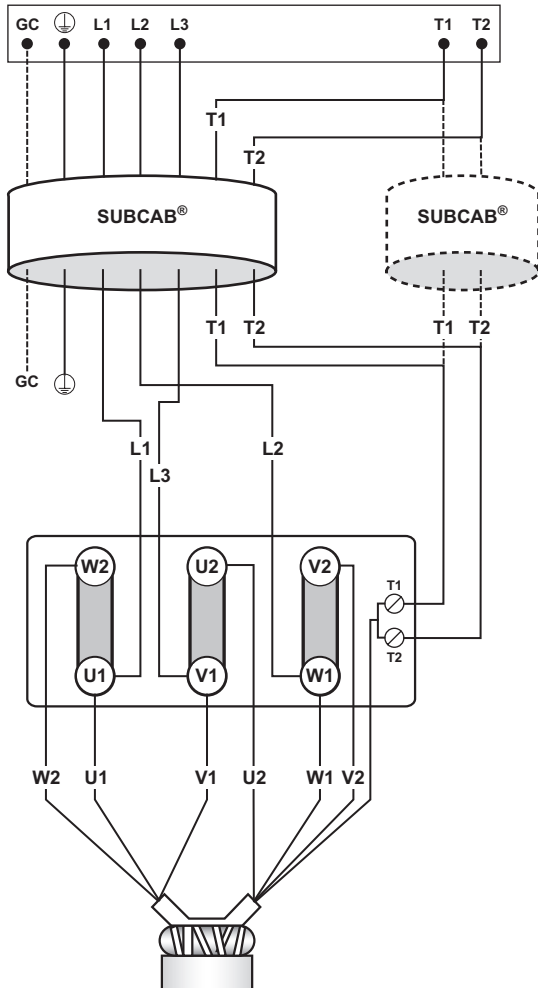 GC L1 L2 L3 T1 T2
T1
T2
SUBCAB® SUBCAB®
T1 T2 T1 T2
GC
L1 L2
L3
W2 U2 V2
T1
T2
U1 V1 W1
W2 U1 V1 U2 W1 V2